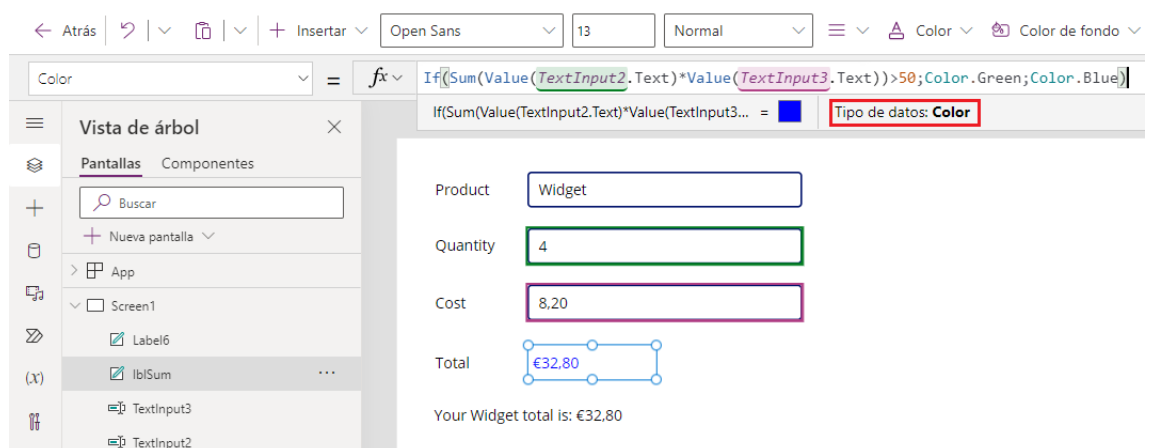 Atrás Insertar Open Sans 13 Normal Color Color de fondo
Color = fx If(Sum(Value(TextInput2.Text)*Value(TextInput3.Text))>50;Color.Green;Color.Blue)
If(Sum(Value(TextInput2.Text)*Value(TextInput3... = Tipo de datos: Color
Vista de árbol
Pantallas Componentes
Buscar
Nueva pantalla
App
Screen1
Label6
lblSum ...
TextInput3
TextInput2
(x)
Product Widget
Quantity 4
Cost 8,20
Total €32,80
Your Widget total is: €32,80